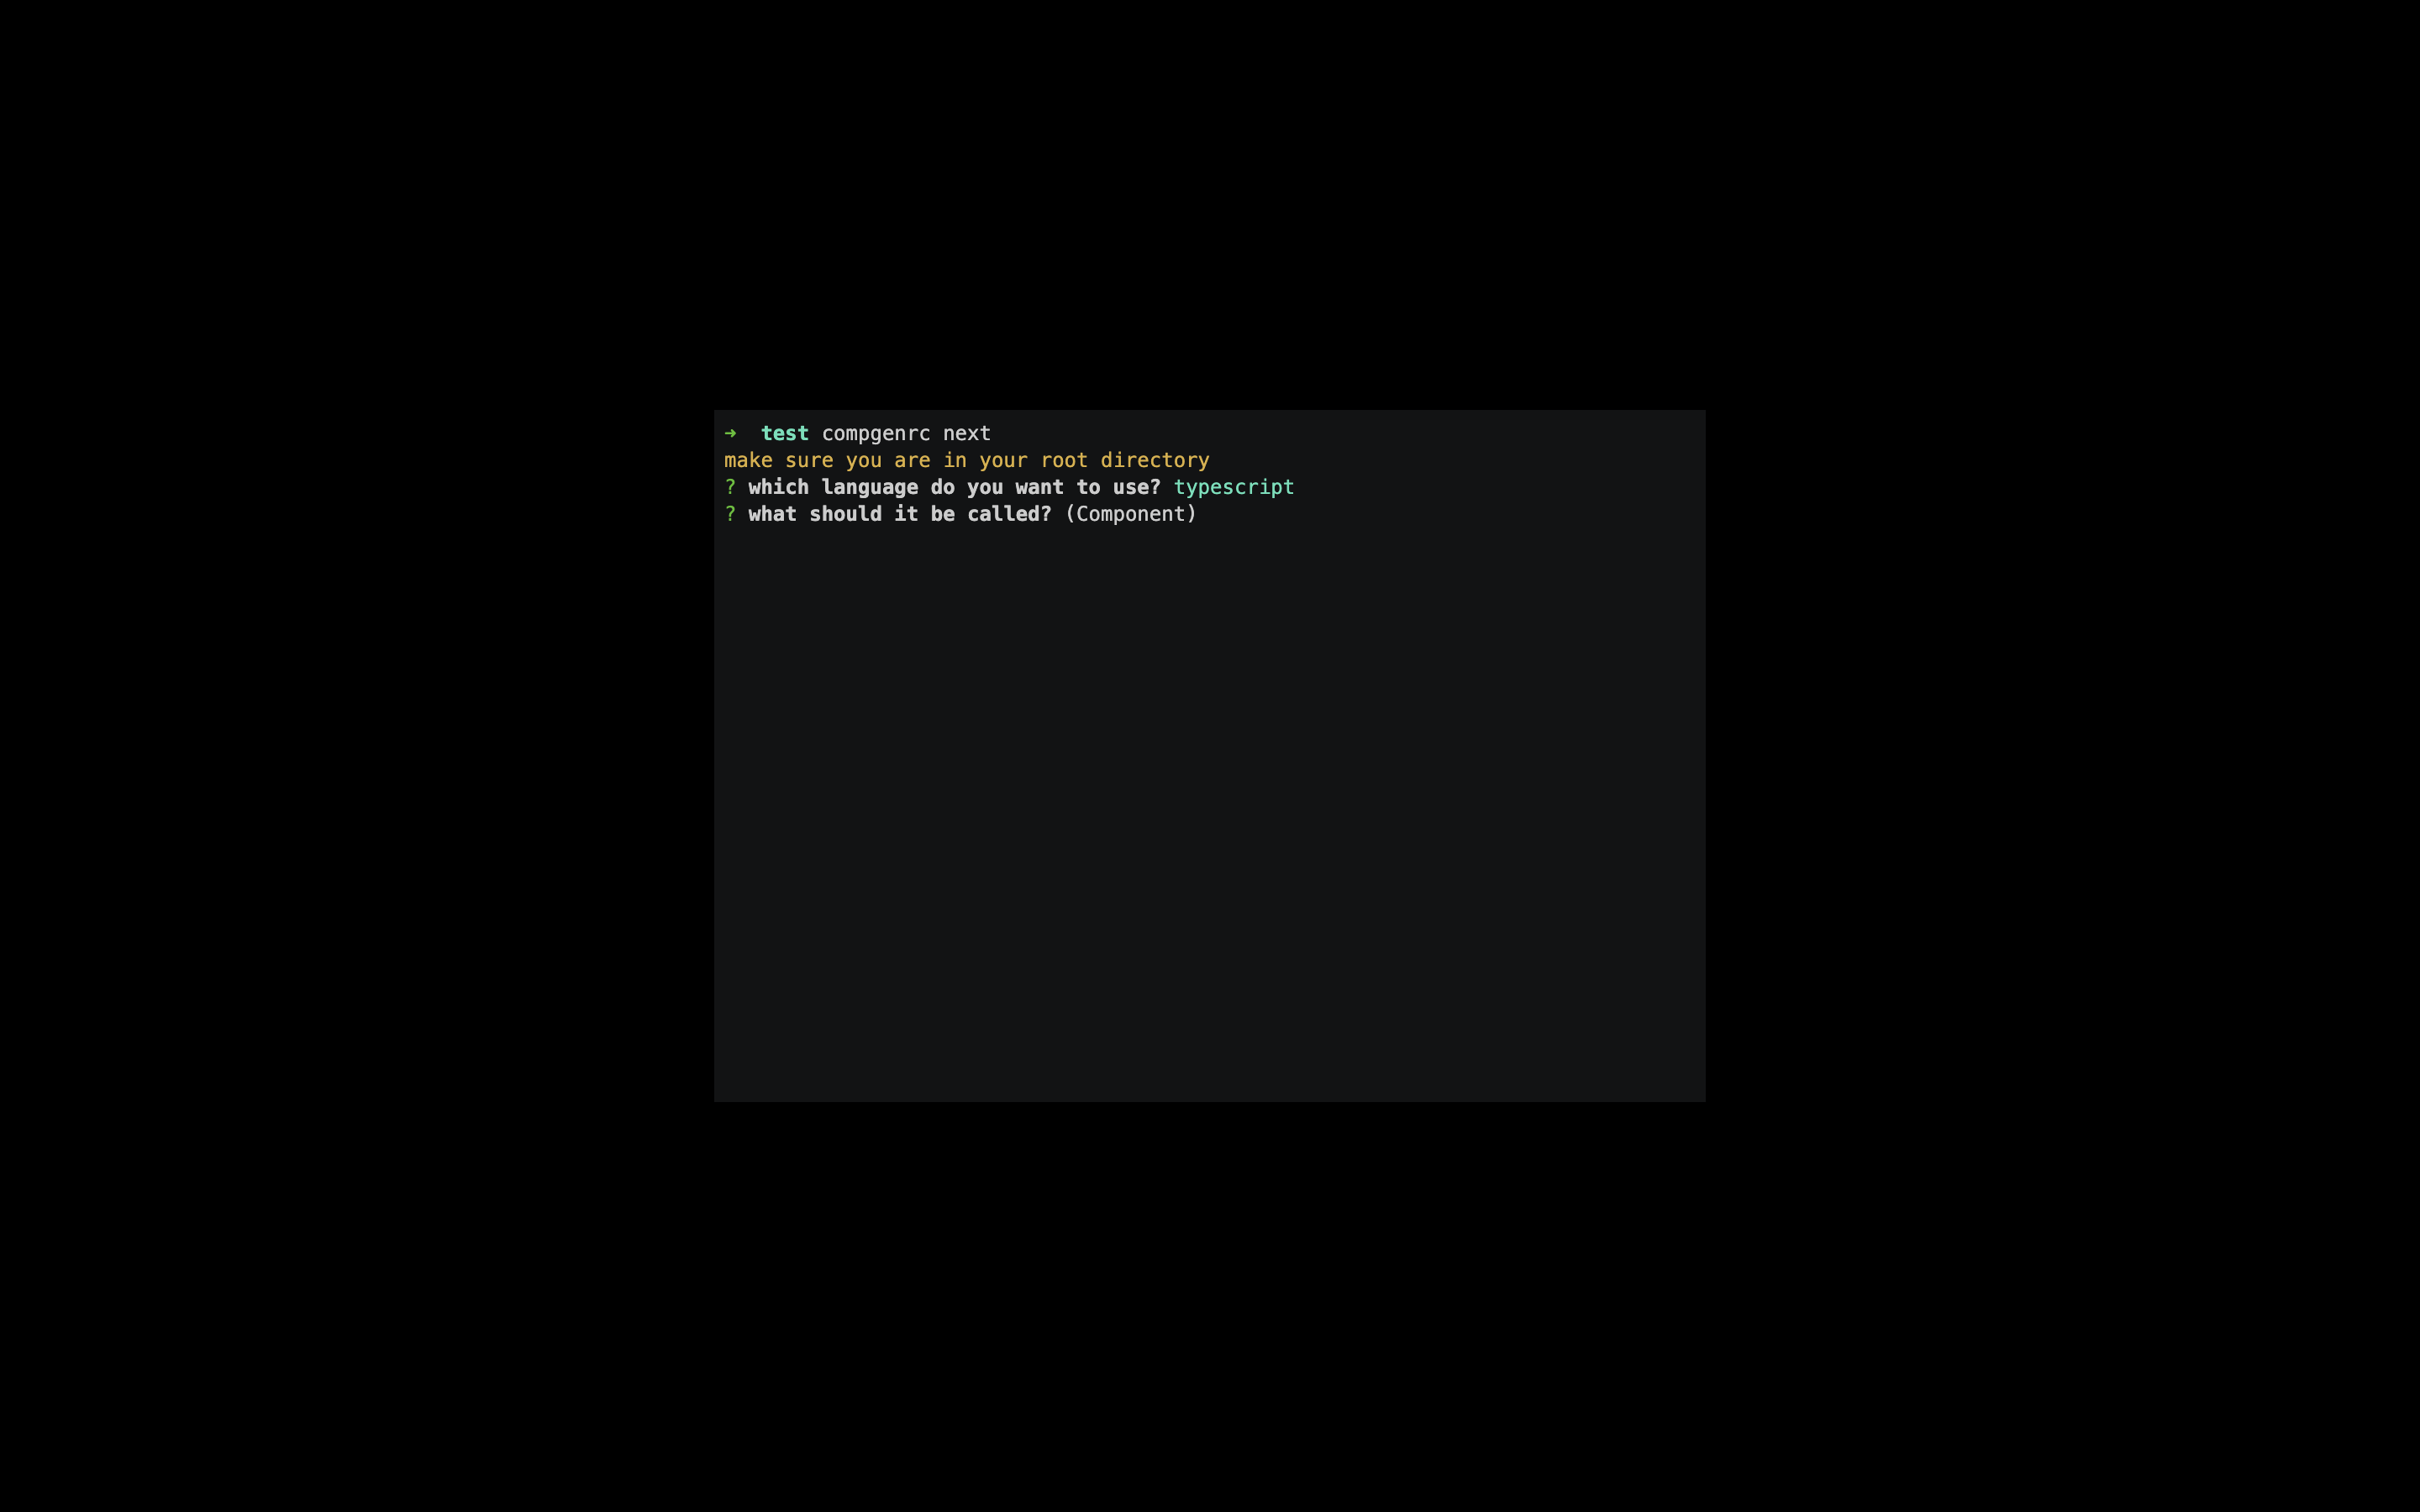 ➜  test compgenrc next
make sure you are in your root directory
? which language do you want to use? typescript
? what should it be called? (Component)